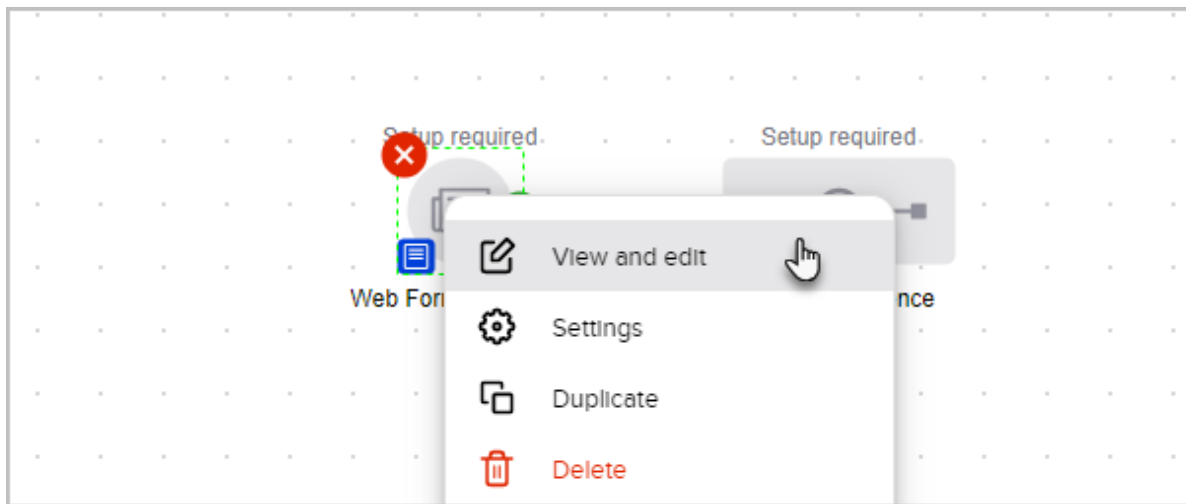 Setup required
Setup required
View and edit
Web For
nce
Settings
Duplicate
Delete